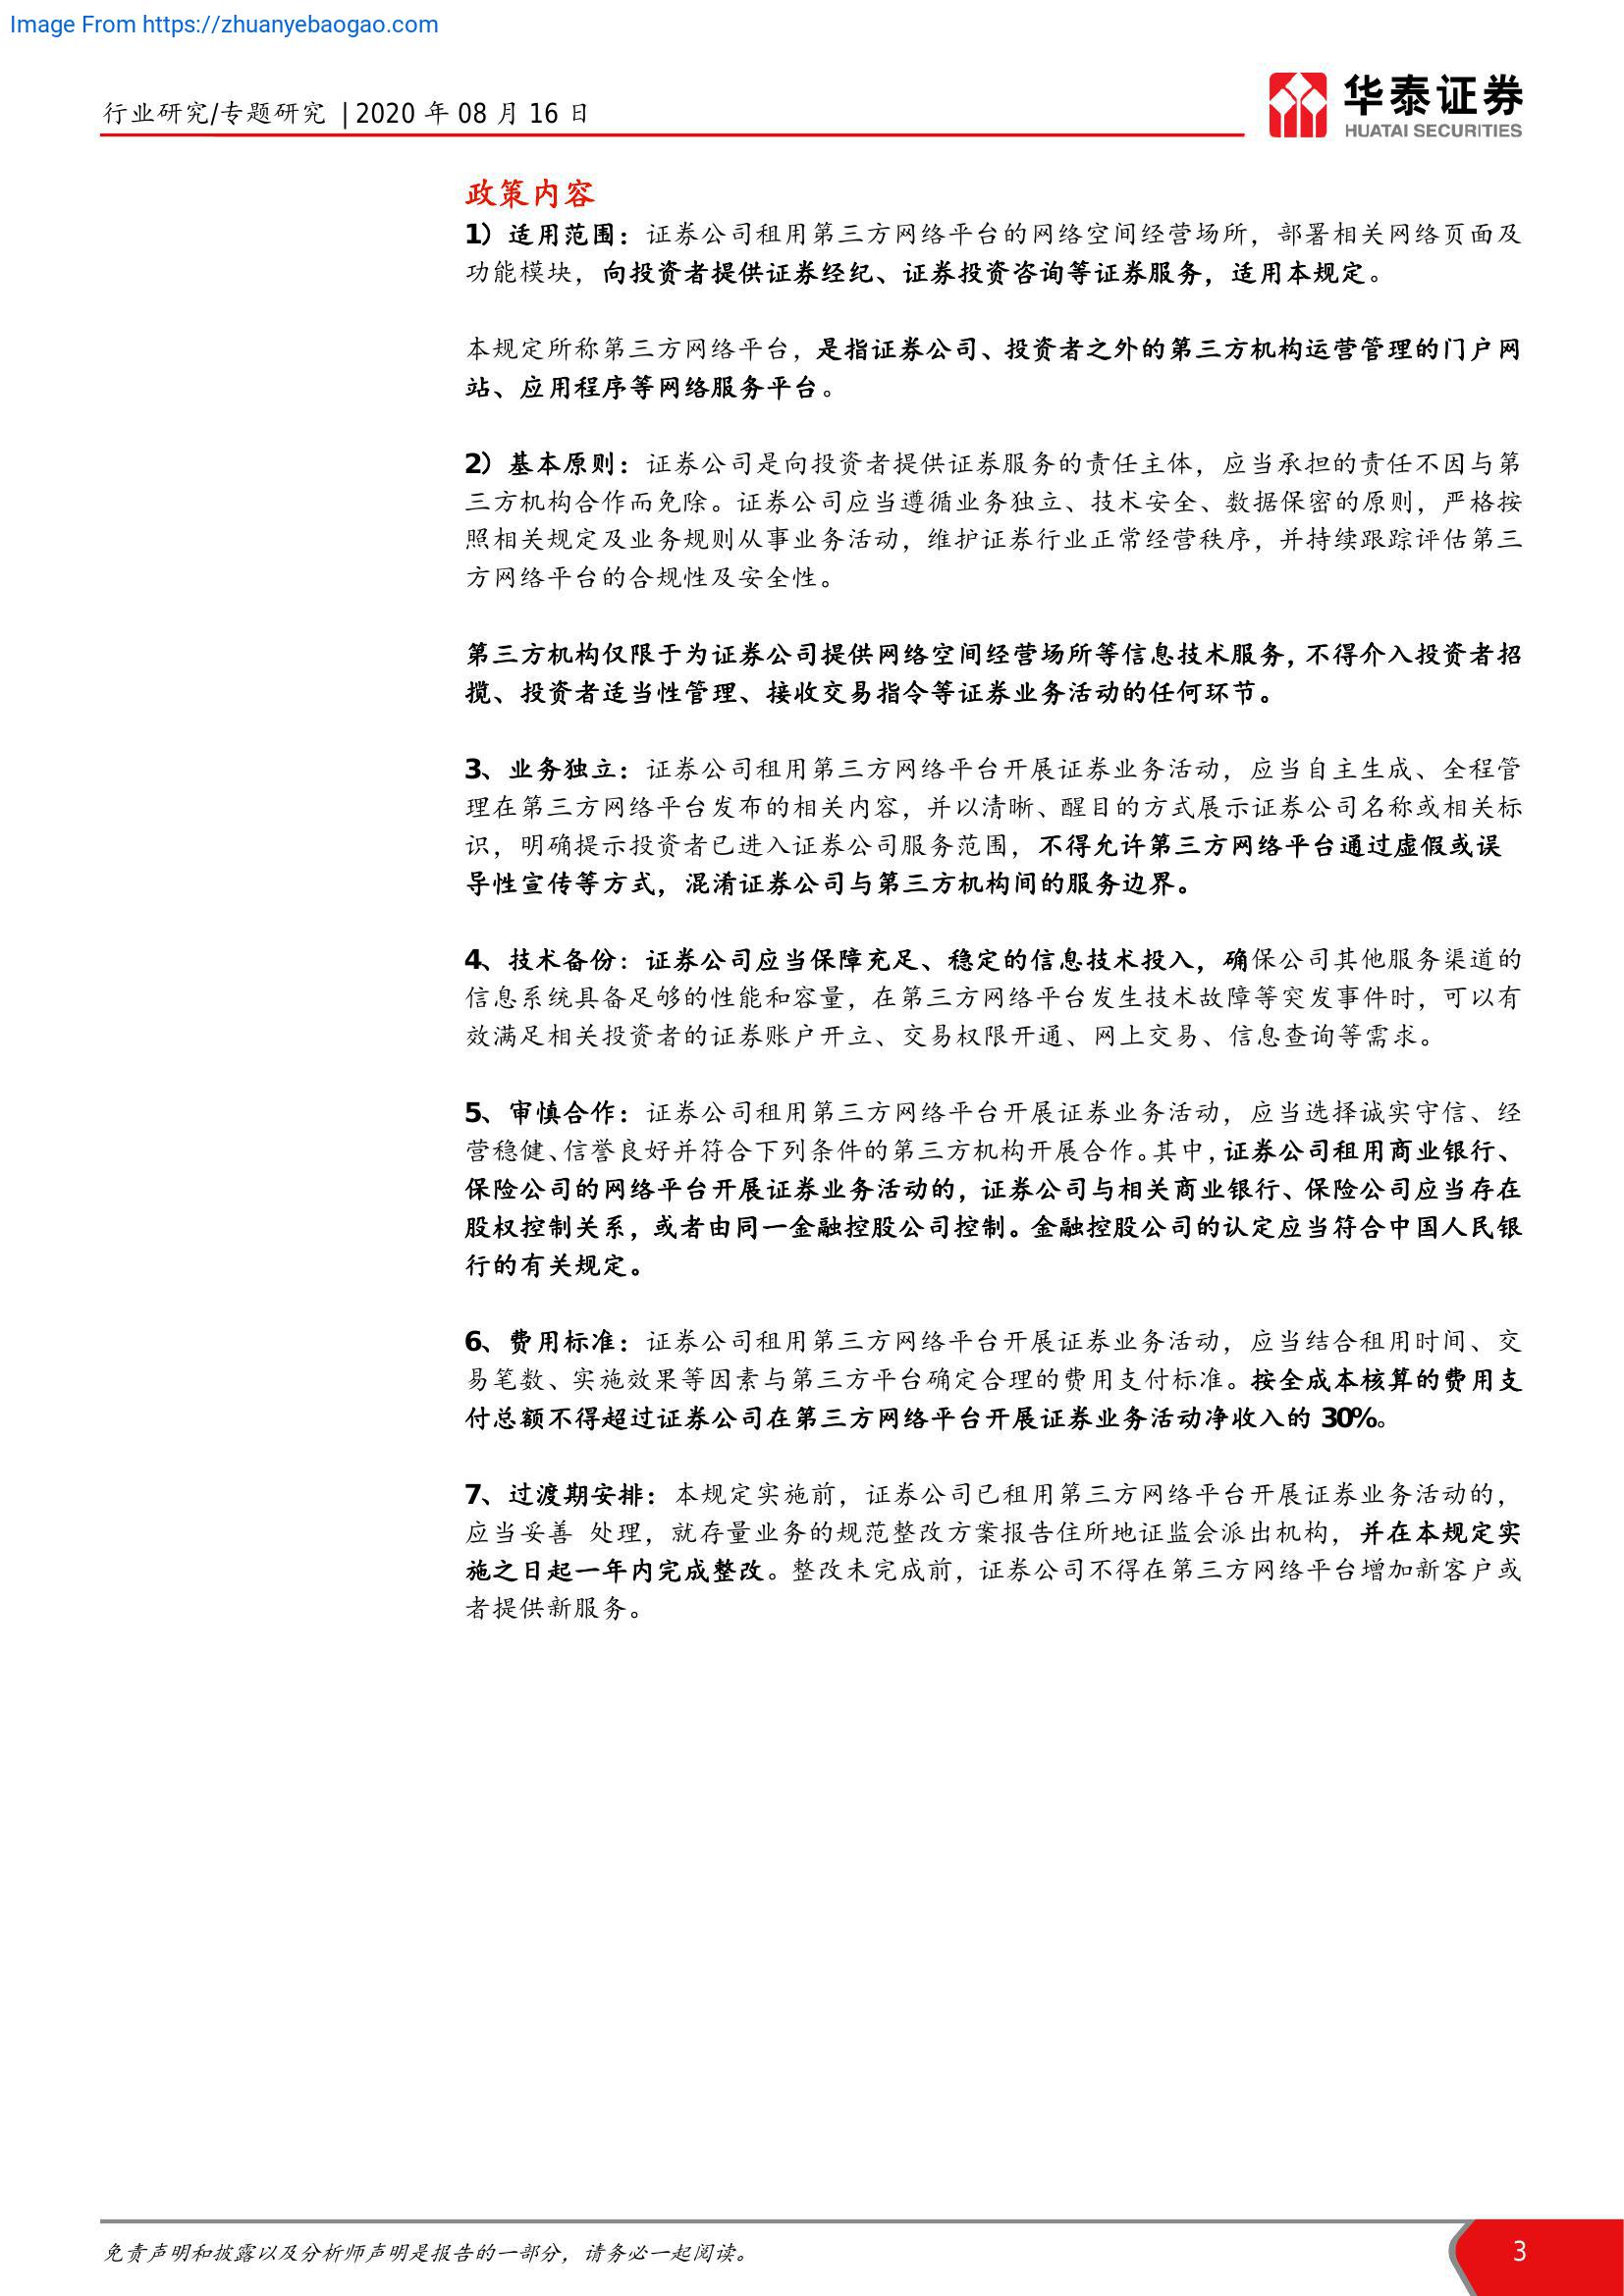 Image From https://zhuanyebaogao.com
行业研究/专题研究 | 2020 年 08 月 16 日
华泰证券
HUATAI SECURITIES
政策内容
1）适用范围：证券公司租用第三方网络平台的网络空间经营场所，部署相关网络页面及
功能模块，向投资者提供证券经纪、证券投资咨询等证券服务，适用本规定。
本规定所称第三方网络平台，是指证券公司、投资者之外的第三方机构运营管理的门户网
站、应用程序等网络服务平台。
2）基本原则：证券公司是向投资者提供证券服务的责任主体，应当承担的责任不因与第
三方机构合作而免除。证券公司应当遵循业务独立、技术安全、数据保密的原则，严格按
照相关规定及业务规则从事业务活动，维护证券行业正常经营秩序，并持续跟踪评估第三
方网络平台的合规性及安全性。
第三方机构仅限于为证券公司提供网络空间经营场所等信息技术服务，不得介入投资者招
揽、投资者适当性管理、接收交易指令等证券业务活动的任何环节。
3、业务独立：证券公司租用第三方网络平台开展证券业务活动，应当自主生成、全程管
理在第三方网络平台发布的相关内容，并以清晰、醒目的方式展示证券公司名称或相关标
识，明确提示投资者已进入证券公司服务范围，不得允许第三方网络平台通过虚假或误
导性宣传等方式，混淆证券公司与第三方机构间的服务边界。
4、技术备份：证券公司应当保障充足、稳定的信息技术投入，确保公司其他服务渠道的
信息系统具备足够的性能和容量，在第三方网络平台发生技术故障等突发事件时，可以有
效满足相关投资者的证券账户开立、交易权限开通、网上交易、信息查询等需求。
5、审慎合作：证券公司租用第三方网络平台开展证券业务活动，应当选择诚实守信、经
营稳健、信誉良好并符合下列条件的第三方机构开展合作。其中，证券公司租用商业银行、
保险公司的网络平台开展证券业务活动的，证券公司与相关商业银行、保险公司应当存在
股权控制关系，或者由同一金融控股公司控制。金融控股公司的认定应当符合中国人民银
行的有关规定。
6、费用标准：证券公司租用第三方网络平台开展证券业务活动，应当结合租用时间、交
易笔数、实施效果等因素与第三方平台确定合理的费用支付标准。按全成本核算的费用支
付总额不得超过证券公司在第三方网络平台开展证券业务活动净收入的 30%。
7、过渡期安排：本规定实施前，证券公司已租用第三方网络平台开展证券业务活动的，
应当妥善 处理，就存量业务的规范整改方案报告住所地证监会派出机构，并在本规定实
施之日起一年内完成整改。整改未完成前，证券公司不得在第三方网络平台增加新客户或
者提供新服务。
免责声明和披露以及分析师声明是报告的一部分，请务必一起阅读。
3